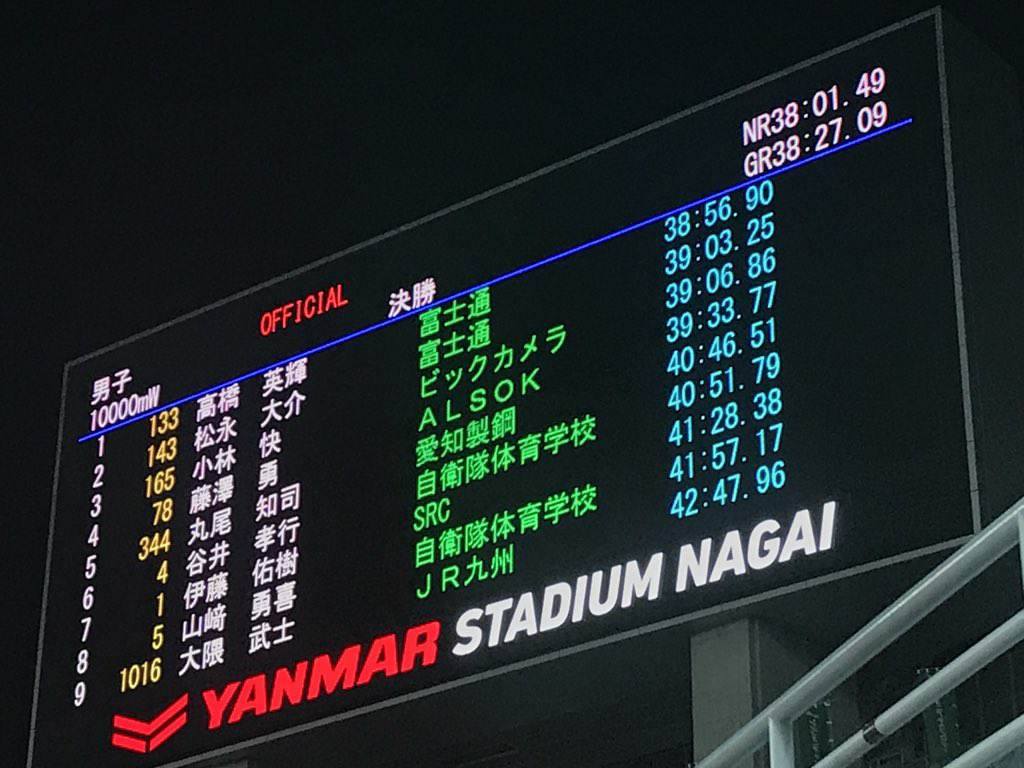 NR38:01.49
GR38:27.09
OFFICIAL 決勝
男子
10000mW
1 133 高橋 英輝 富士通 38:56.90
2 143 松永 大介 富士通 39:03.25
3 165 小林 快 ビックカメラ 39:06.86
4 78 藤澤 勇 ALSOK 39:33.77
5 344 丸尾 知司 愛知製鋼 40:46.51
6 4 谷井 孝行 自衛隊体育学校 40:51.79
7 1 伊藤 佑樹 SRC 41:28.38
8 5 山﨑 勇喜 自衛隊体育学校 41:57.17
9 1016 大隈 武士 JR九州 42:47.96
YANMAR STADIUM NAGAI